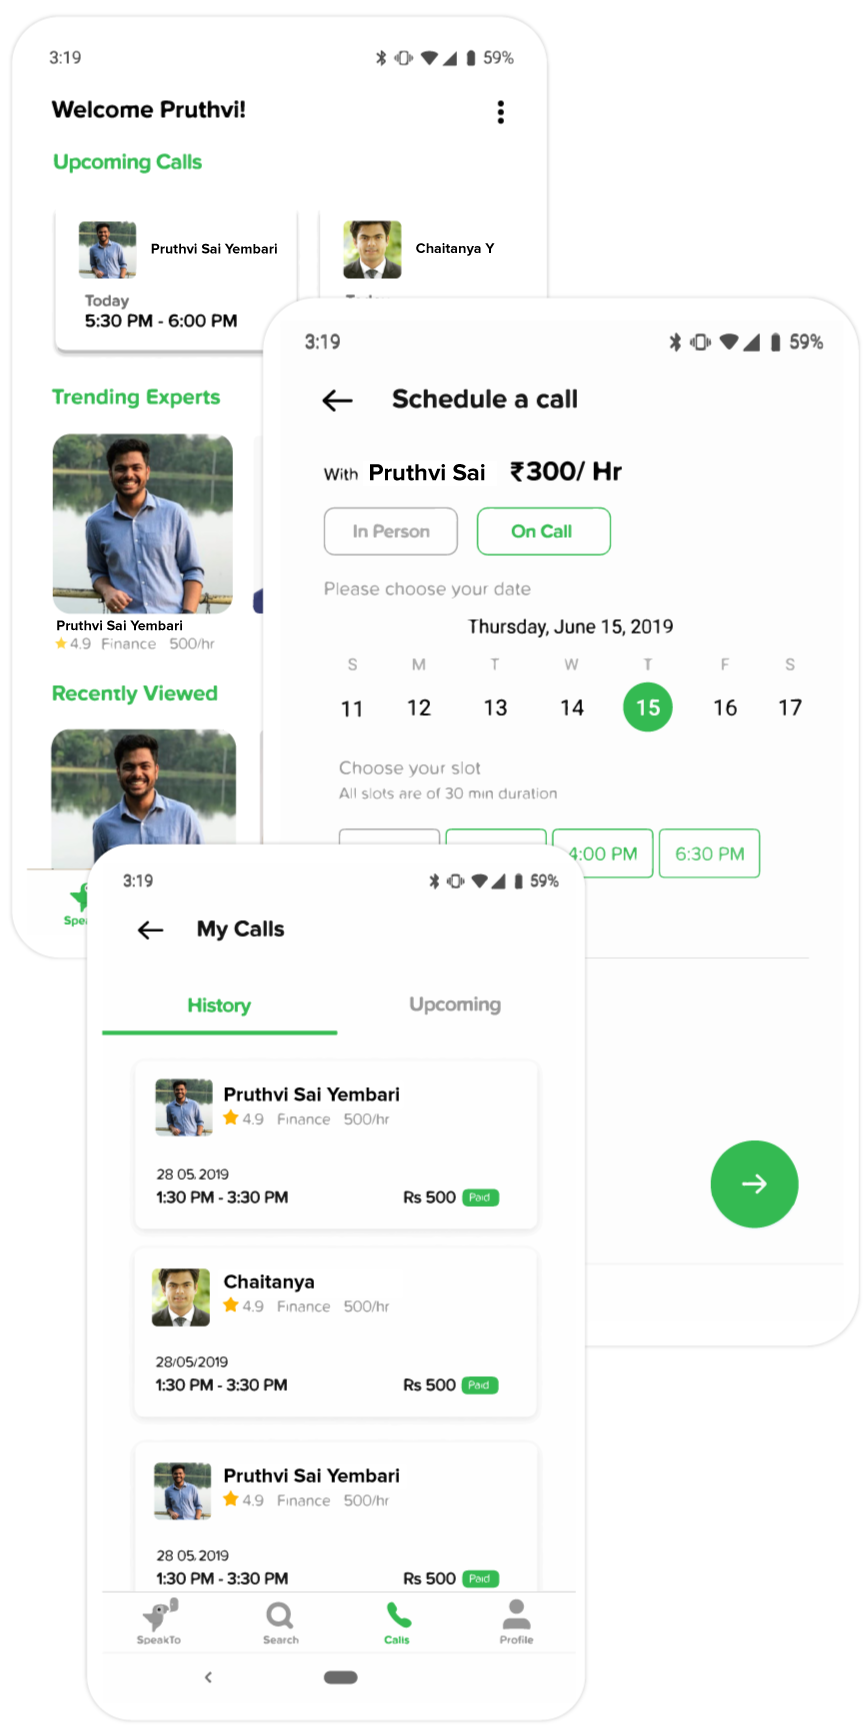 3:19
59%
Welcome Pruthvi!
Upcoming Calls
Pruthvi Sai Yembari
Today
5:30 PM - 6:00 PM
Chaitanya Y
Trending Experts
Pruthvi Sai Yembari
4.9 Finance 500/hr
Recently Viewed
3:19
59%
Schedule a call
With Pruthvi Sai ₹300/ Hr
In Person
On Call
Please choose your date
Thursday, June 15, 2019
S M T W T F S
11 12 13 14 15 16 17
Choose your slot
All slots are of 30 min duration
4:00 PM
6:30 PM
3:19
59%
My Calls
History
Upcoming
Pruthvi Sai Yembari
4.9 Finance 500/hr
28 05.2019
1:30 PM - 3:30 PM
Rs 500 Paid
Chaitanya
4.9 Finance 500/hr
28/05/2019
1:30 PM - 3:30 PM
Rs 500 Paid
Pruthvi Sai Yembari
4.9 Finance 500/hr
28 05.2019
1:30 PM - 3:30 PM
Rs 500 Paid
SpeakTo
Search
Calls
Profile